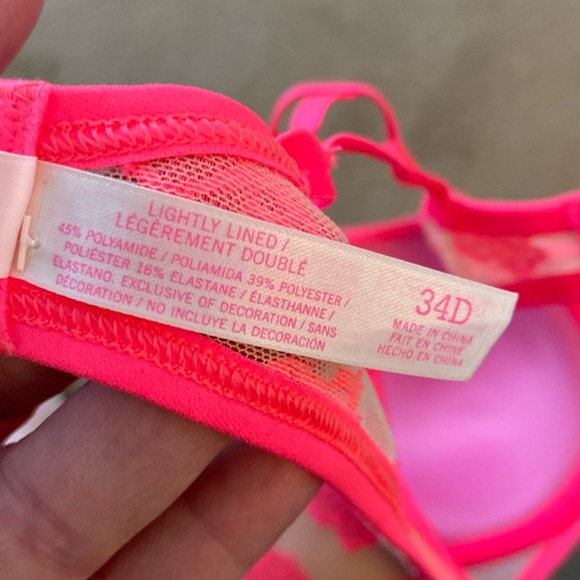 LIGHTLY LINED /
LÉGÈREMENT DOUBLÉ
45% POLYAMIDE / POLIAMIDA 39% POLYESTER /
POLIÉSTER 16% ELASTANE / ÉLASTHANNE /
ELASTANO. EXCLUSIVE OF DECORATION / SANS
DÉCORATION / NO INCLUYE LA DECORACIÓN
34D
MADE IN CHINA
FAIT EN CHINE
HECHO EN CHINA